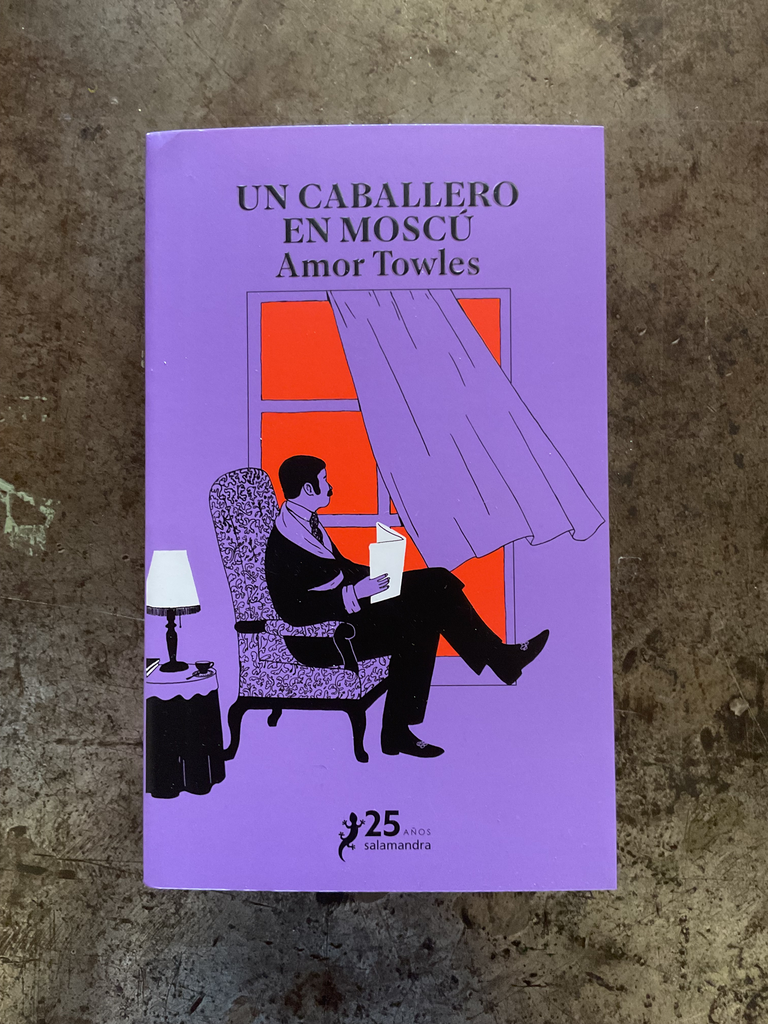 UN CABALLERO
EN MOSCÚ
Amor Towles
25 AÑOS
salamandra